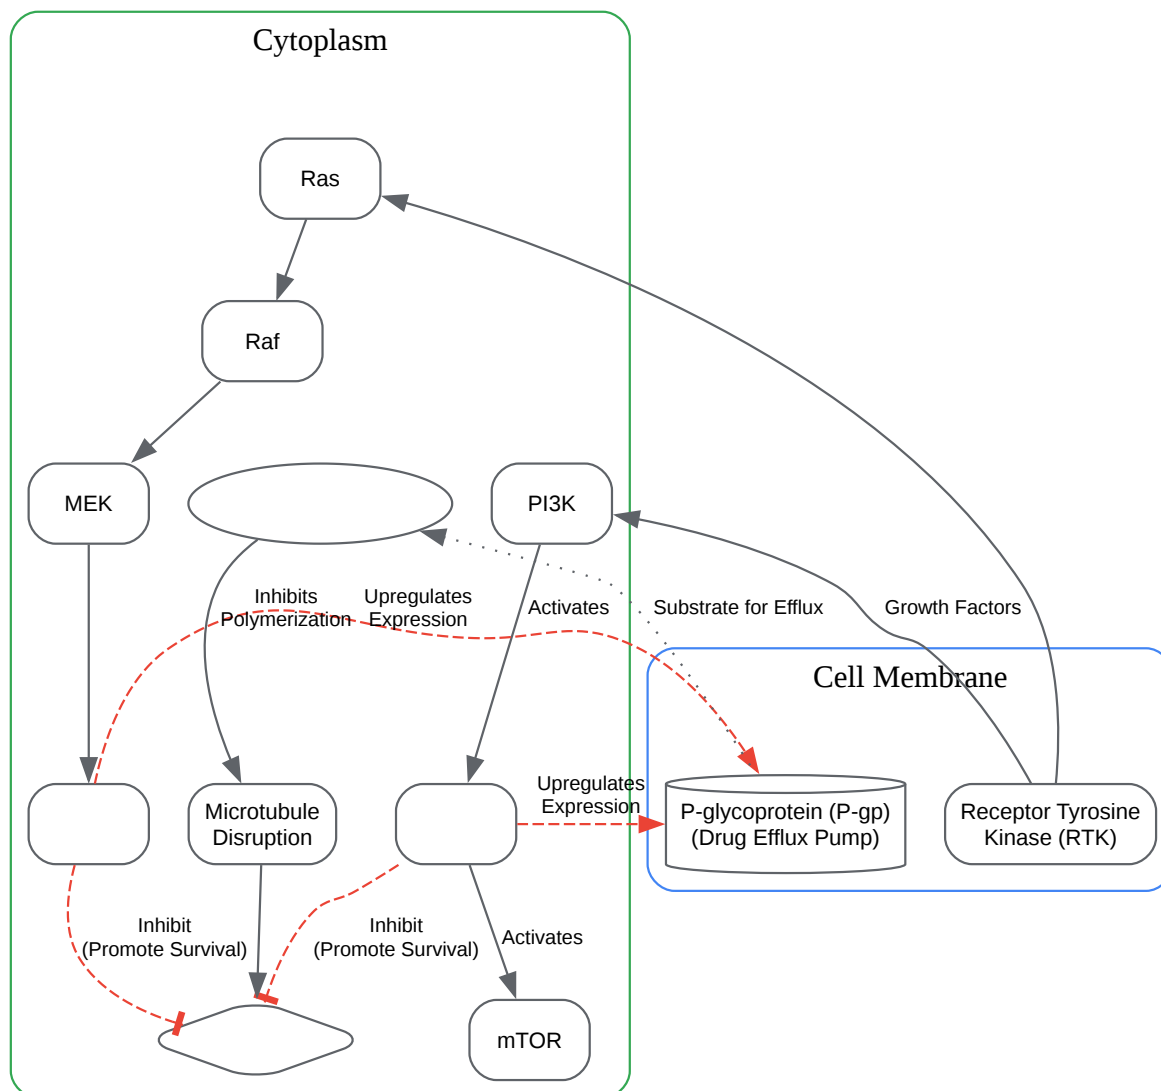 Cytoplasm
Ras
Raf
MEK
PI3K
Inhibits
Polymerization
Upregulates
Expression
Activates
Substrate for Efflux
Growth Factors
Cell Membrane
Microtubule
Disruption
Upregulates
Expression
P-glycoprotein (P-gp)
(Drug Efflux Pump)
Receptor Tyrosine
Kinase (RTK)
Inhibit
(Promote Survival)
Inhibit
(Promote Survival)
Activates
mTOR